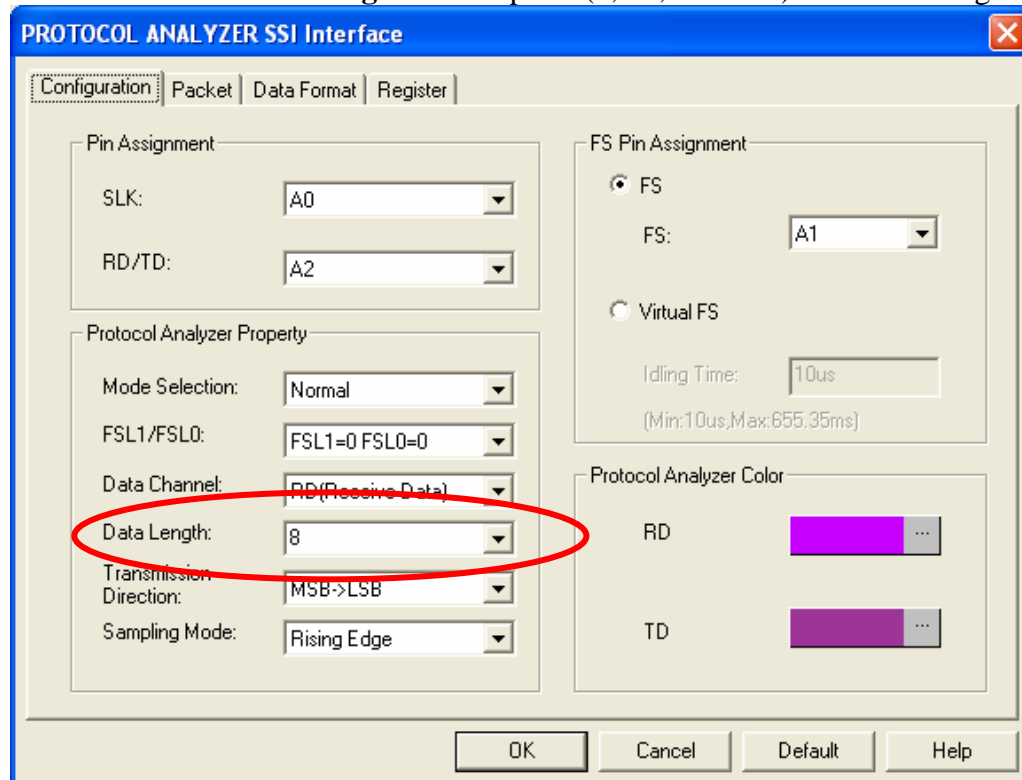 PROTOCOL ANALYZER SSI Interface
Configuration Packet Data Format Register
Pin Assignment
SLK: A0
RD/TD: A2
Protocol Analyzer Property
Mode Selection: Normal
FSL1/FSL0: FSL1=0 FSL0=0
Data Channel: RD(Receive Data)
Data Length: 8
Transmission
Direction: MSB->LSB
Sampling Mode: Rising Edge
FS Pin Assignment
FS
FS: A1
Virtual FS
Idling Time: 10us
(Min:10us,Max:655.35ms)
Protocol Analyzer Color
RD ...
TD ...
OK Cancel Default Help